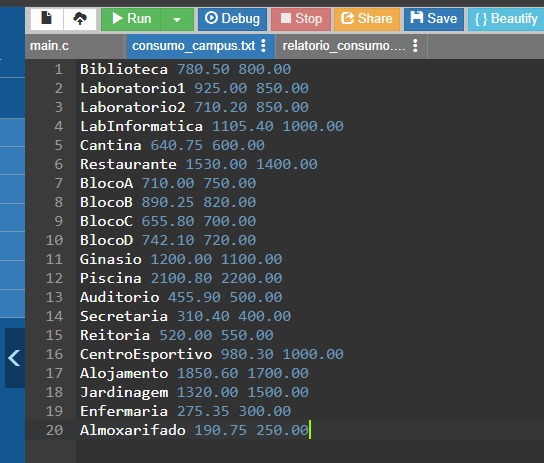 Run Debug Stop Share Save { } Beautify
main.c consumo_campus.txt relatorio_consumo....
1 Biblioteca 780.50 800.00
2 Laboratorio1 925.00 850.00
3 Laboratorio2 710.20 850.00
4 LabInformatica 1105.40 1000.00
5 Cantina 640.75 600.00
6 Restaurante 1530.00 1400.00
7 BlocoA 710.00 750.00
8 BlocoB 890.25 820.00
9 BlocoC 655.80 700.00
10 BlocoD 742.10 720.00
11 Ginasio 1200.00 1100.00
12 Piscina 2100.80 2200.00
13 Auditorio 455.90 500.00
14 Secretaria 310.40 400.00
15 Reitoria 520.00 550.00
16 CentroEsportivo 980.30 1000.00
17 Alojamento 1850.60 1700.00
18 Jardinagem 1320.00 1500.00
19 Enfermaria 275.35 300.00
20 Almoxarifado 190.75 250.00